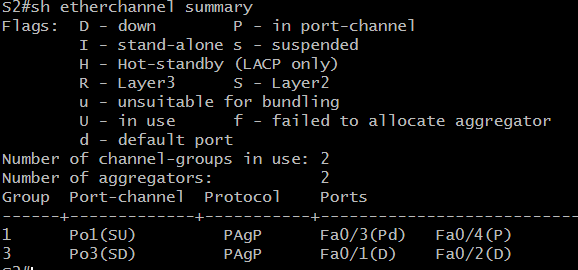 S2#sh etherchannel summary
Flags:  D - down         P - in port-channel
        I - stand-alone s - suspended
        H - Hot-standby (LACP only)
        R - Layer3       S - Layer2
        u - unsuitable for bundling
        U - in use       f - failed to allocate aggregator
        d - default port
Number of channel-groups in use: 2
Number of aggregators:           2
Group  Port-channel  Protocol    Ports
------+-------------+-----------+-----------------------
1      Po1(SU)          PAgP     Fa0/3(Pd)   Fa0/4(P)
3      Po3(SD)          PAgP     Fa0/1(D)    Fa0/2(D)
S2#